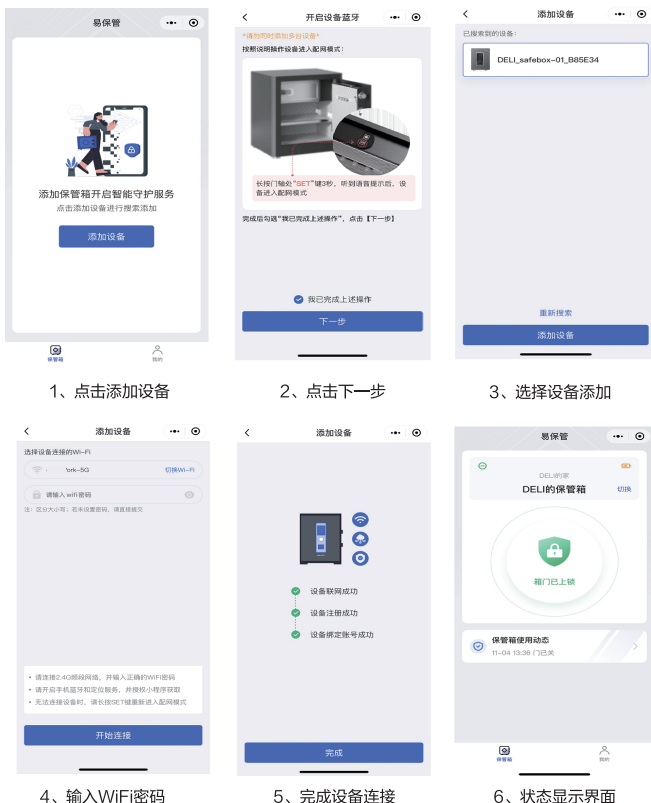 易保管
添加保管箱开启智能守护服务
点击添加设备进行搜索添加
添加设备
保管箱
我的
1、点击添加设备
开启设备蓝牙
*请勿同时添加多台设备*
按照说明操作设备进入配网模式：
长按门轴处“SET”键3秒，听到语音提示后，设
备进入配网模式
完成后勾选“我已完成上述操作”，点击【下一步】
我已完成上述操作
下一步
2、点击下一步
添加设备
已搜索到的设备：
DELI_safebox-01_B85E34
重新搜索
添加设备
3、选择设备添加
添加设备
选择设备连接的Wi-Fi
ork-5G
切换Wi-Fi
请输入 wifi 密码
注：区分大小写；若未设置密码，请直接提交
• 请连接2.4G频段网络，并输入正确的WIFI密码
• 请开启手机蓝牙和定位服务，并授权小程序获取
• 无法连接设备时，请长按SET键重新进入配网模式
开始连接
4、输入WiFi密码
添加设备
设备联网成功
设备注册成功
设备绑定账号成功
完成
5、完成设备连接
易保管
DELI的家
DELI的保管箱
切换
箱门已上锁
保管箱使用动态
11-04 13:36 门已关
保管箱
我的
6、状态显示界面